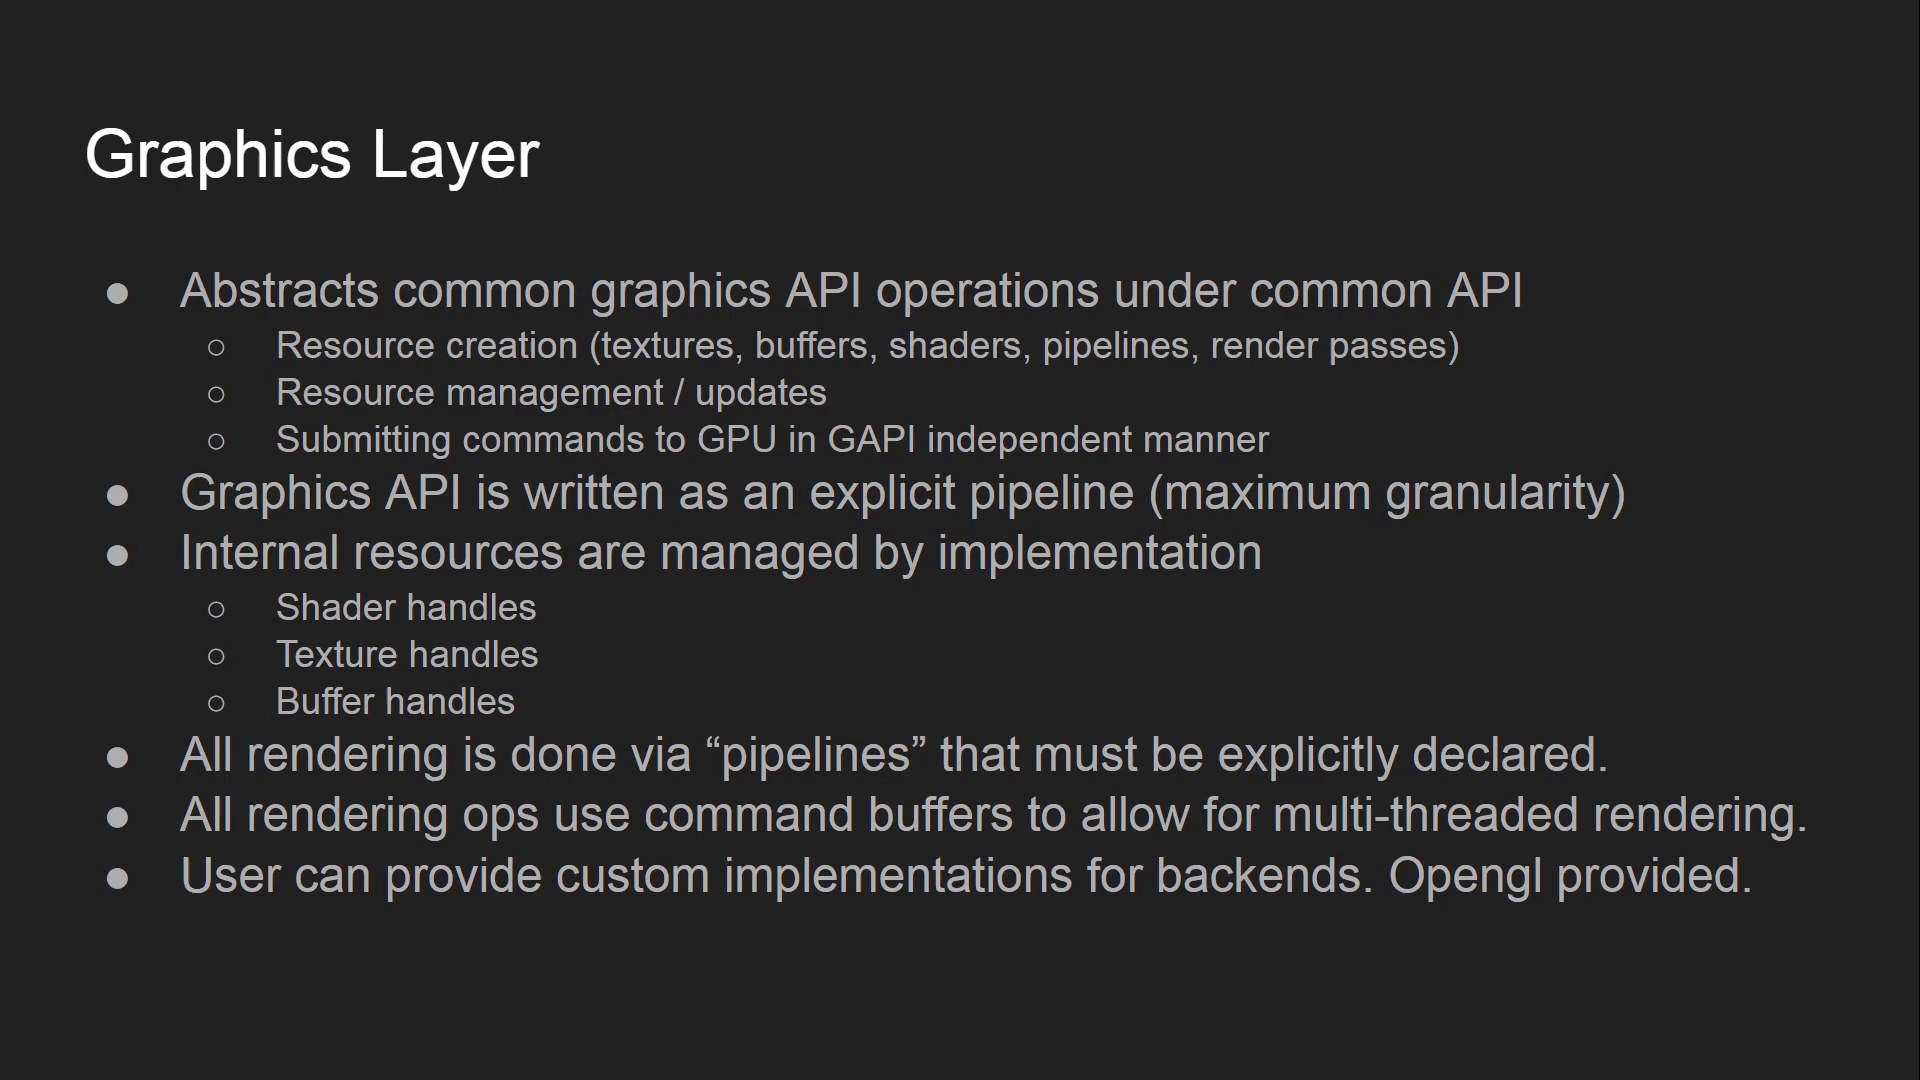 Graphics Layer
● Abstracts common graphics API operations under common API
○ Resource creation (textures, buffers, shaders, pipelines, render passes)
○ Resource management / updates
○ Submitting commands to GPU in GAPI independent manner
● Graphics API is written as an explicit pipeline (maximum granularity)
● Internal resources are managed by implementation
○ Shader handles
○ Texture handles
○ Buffer handles
● All rendering is done via “pipelines” that must be explicitly declared.
● All rendering ops use command buffers to allow for multi-threaded rendering.
● User can provide custom implementations for backends. Opengl provided.